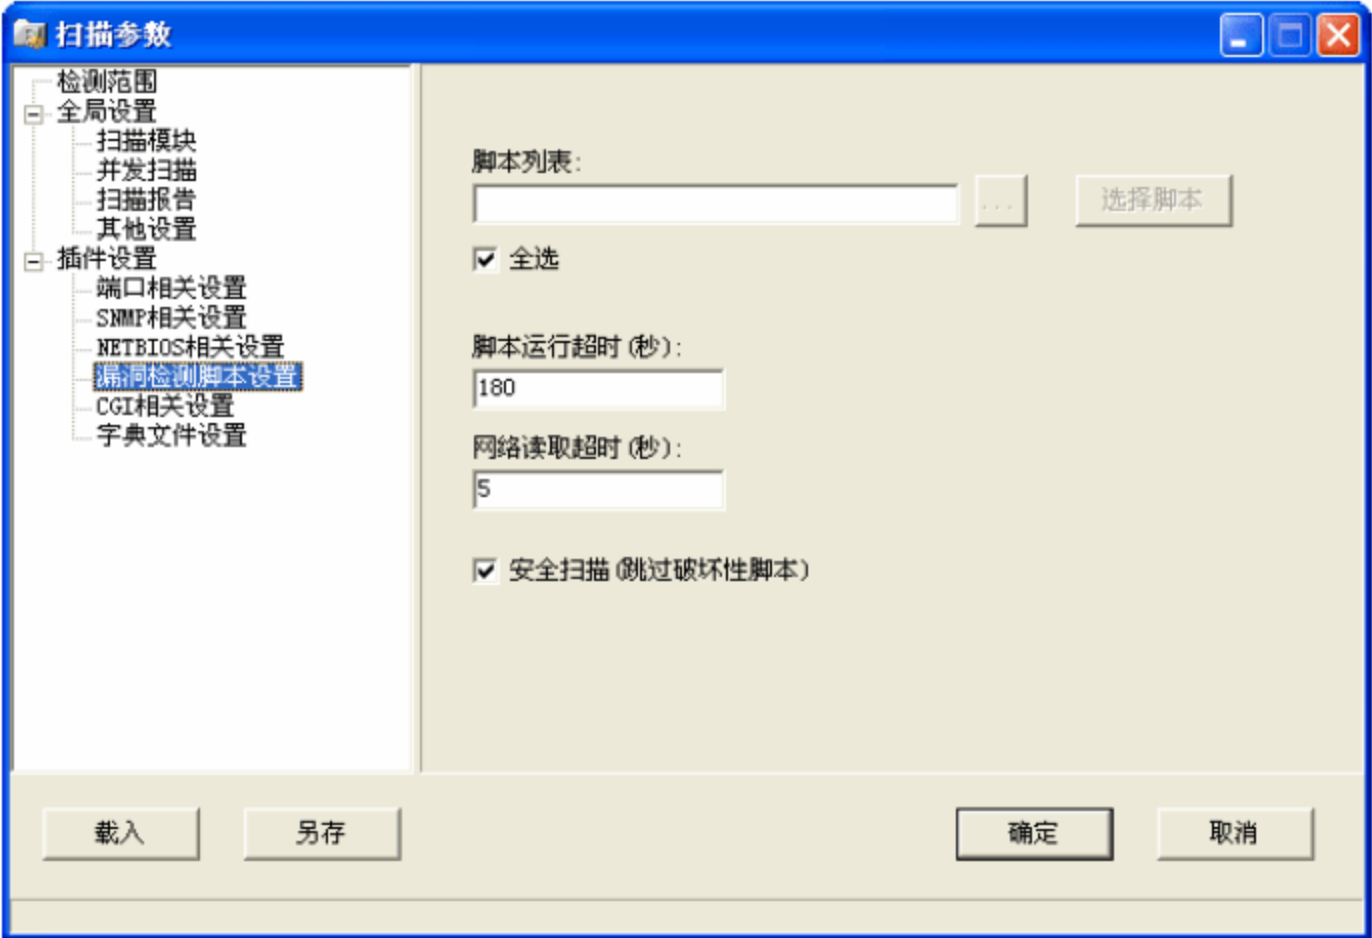 扫描参数
检测范围
全局设置
扫描模块
并发扫描
扫描报告
其他设置
插件设置
端口相关设置
SNMP相关设置
NETBIOS相关设置
漏洞检测脚本设置
CGI相关设置
字典文件设置
脚本列表:
... 选择脚本
全选
脚本运行超时(秒):
180
网络读取超时(秒):
5
安全扫描(跳过破坏性脚本)
载入 另存 确定 取消